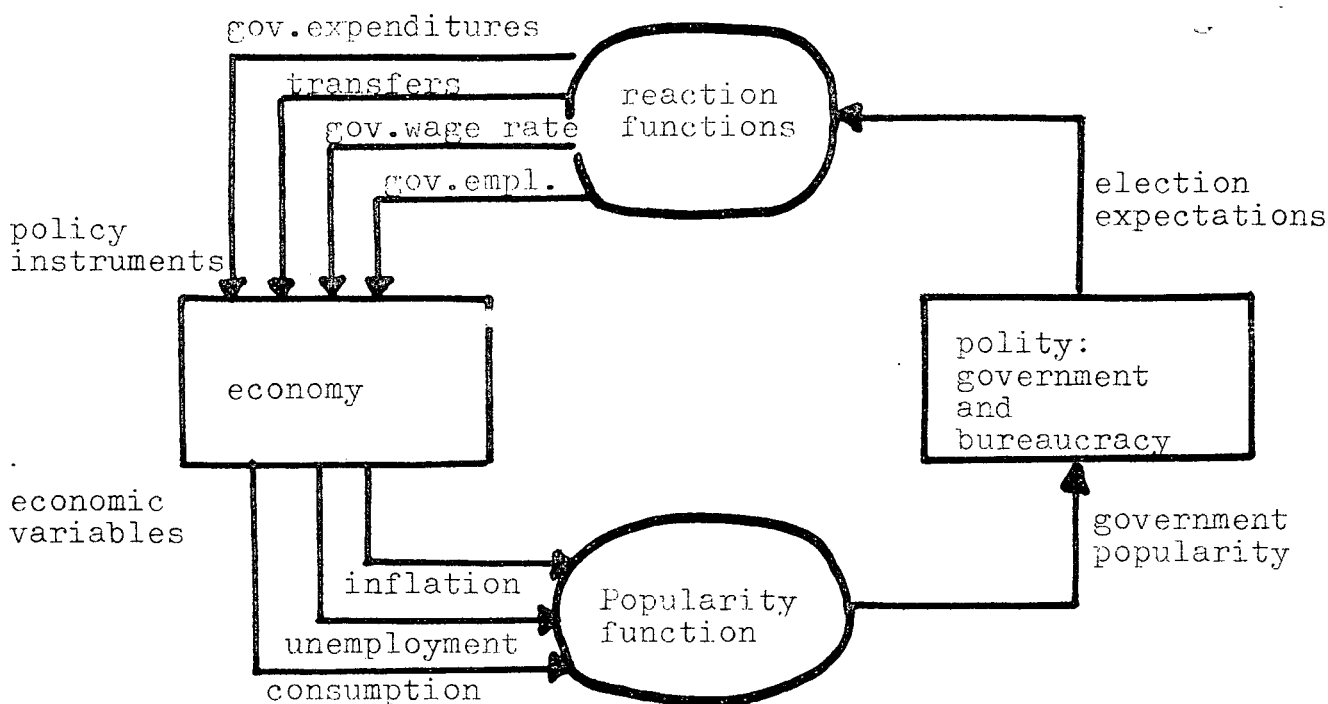 gov.expenditures
transfers
gov.wage rate
gov.empl.
reaction
functions
policy
instruments
election
expectations
economy
polity:
government
and
bureaucracy
economic
variables
inflation
unemployment
consumption
Popularity
function
government
popularity